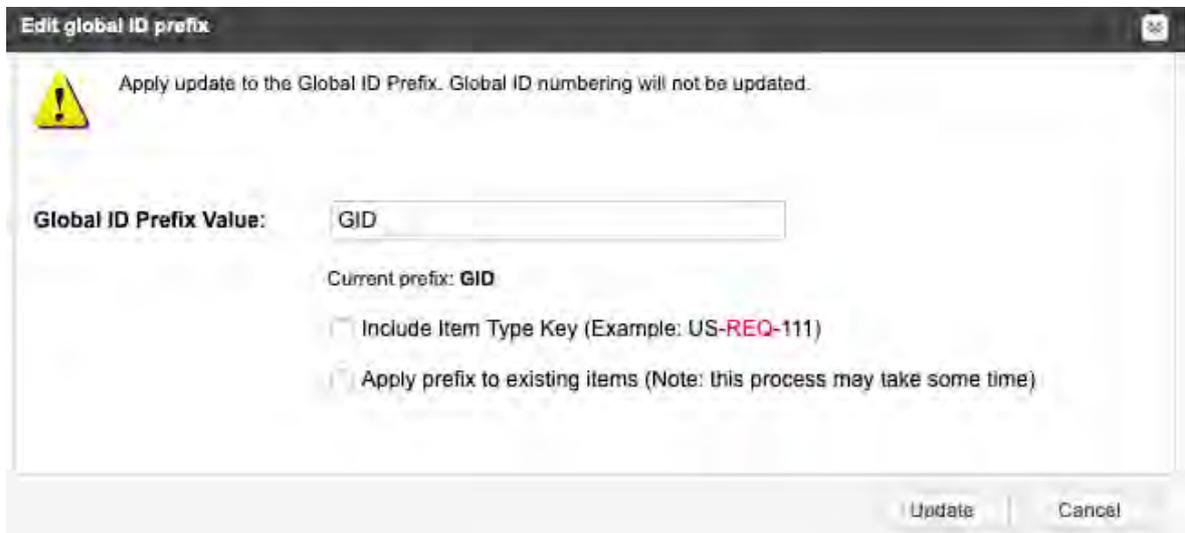 Edit global ID prefix
Apply update to the Global ID Prefix. Global ID numbering will not be updated.
Global ID Prefix Value:
GID
Current prefix: GID
Include Item Type Key (Example: US-REQ-111)
Apply prefix to existing items (Note: this process may take some time)
Update
Cancel